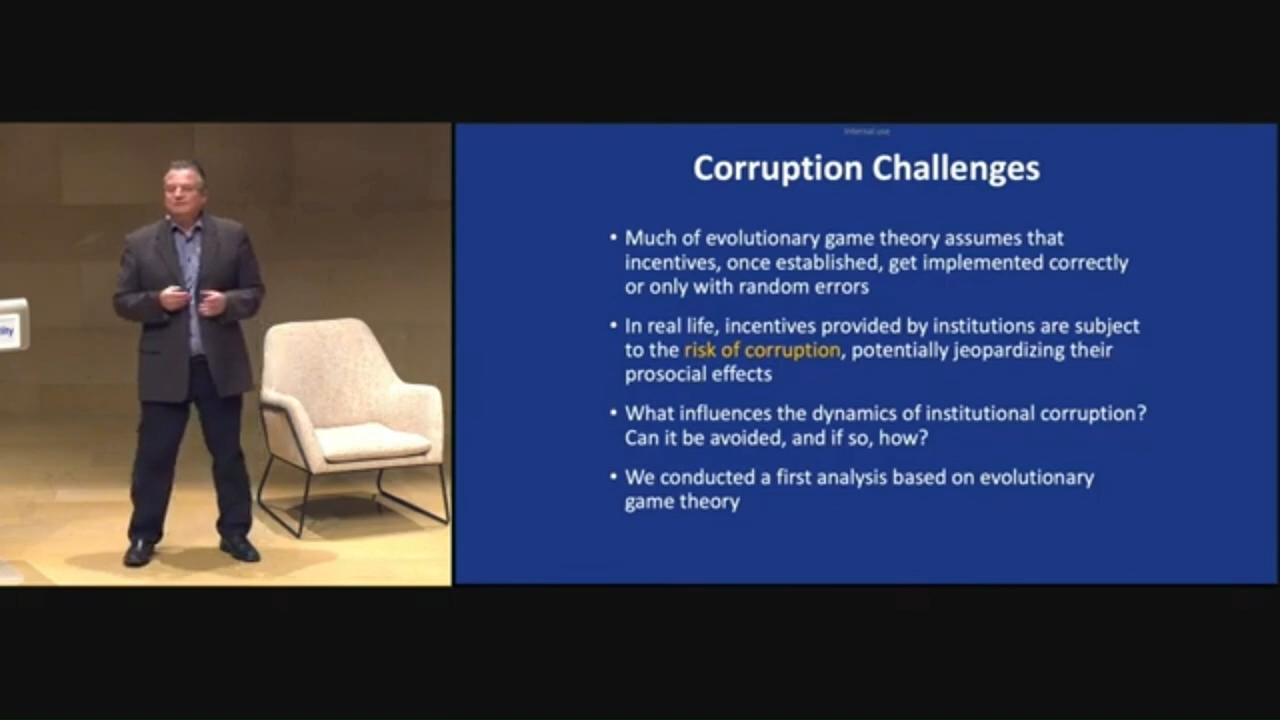 Internal use
Corruption Challenges
• Much of evolutionary game theory assumes that
incentives, once established, get implemented correctly
or only with random errors
• In real life, incentives provided by institutions are subject
to the risk of corruption, potentially jeopardizing their
prosocial effects
• What influences the dynamics of institutional corruption?
Can it be avoided, and if so, how?
• We conducted a first analysis based on evolutionary
game theory